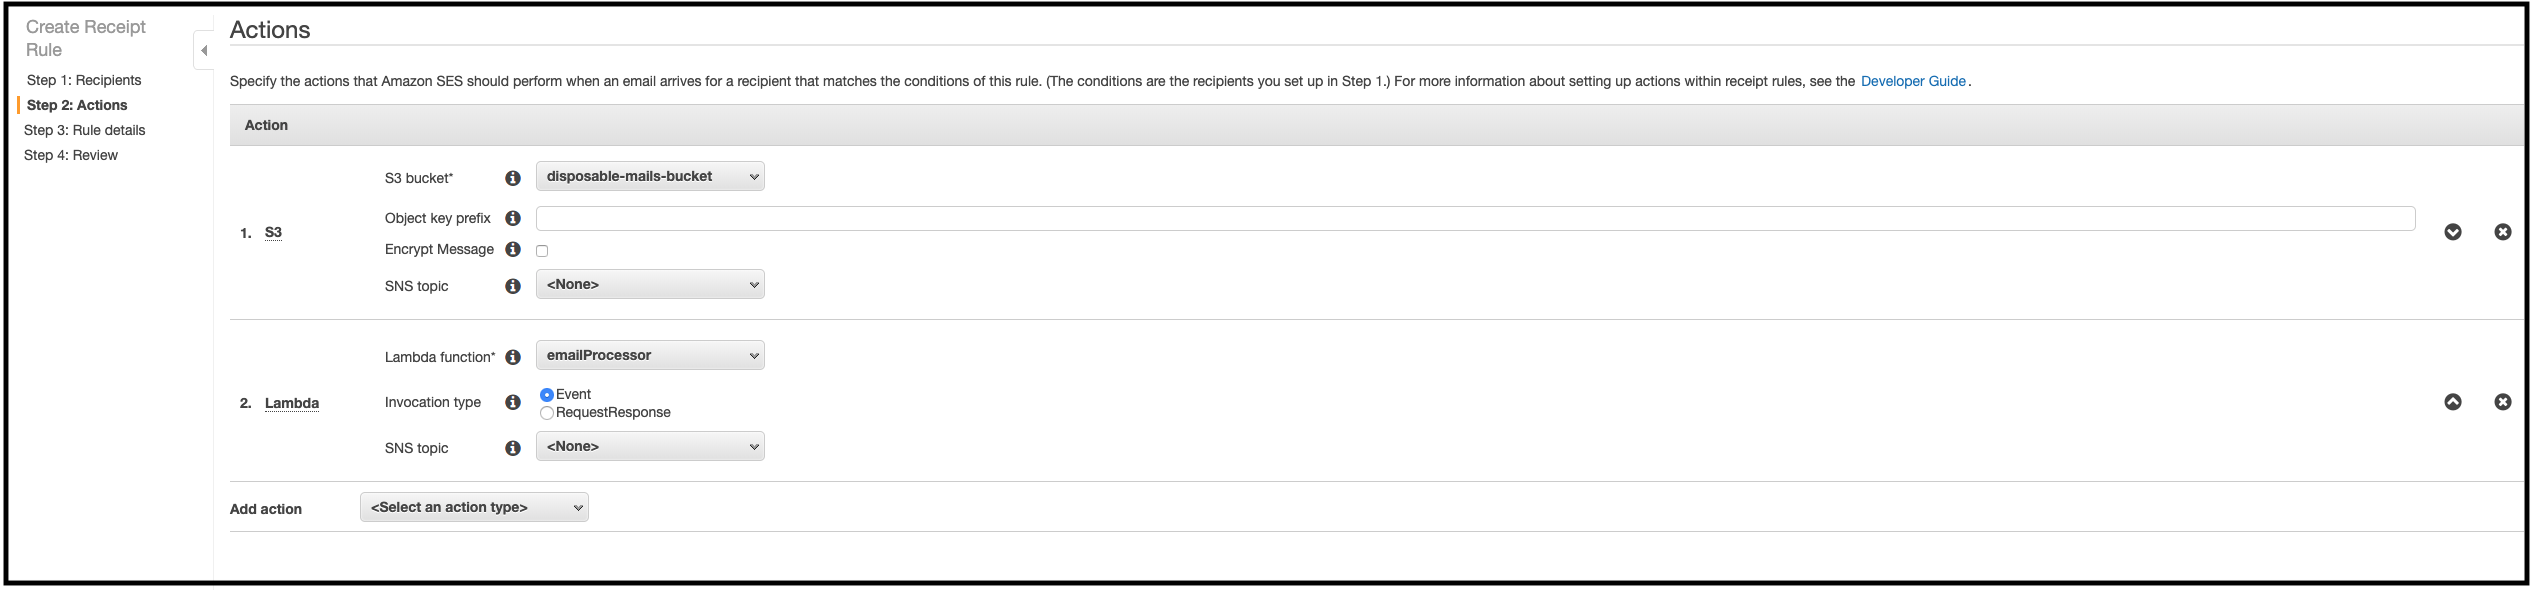 Create Receipt
Rule
Step 1: Recipients
Step 2: Actions
Step 3: Rule details
Step 4: Review
Actions
Specify the actions that Amazon SES should perform when an email arrives for a recipient that matches the conditions of this rule. (The conditions are the recipients you set up in Step 1.) For more information about setting up actions within receipt rules, see the Developer Guide.
Action
1. S3
S3 bucket* disposable-mails-bucket
Object key prefix
Encrypt Message
SNS topic <None>
2. Lambda
Lambda function* emailProcessor
Invocation type Event
RequestResponse
SNS topic <None>
Add action <Select an action type>